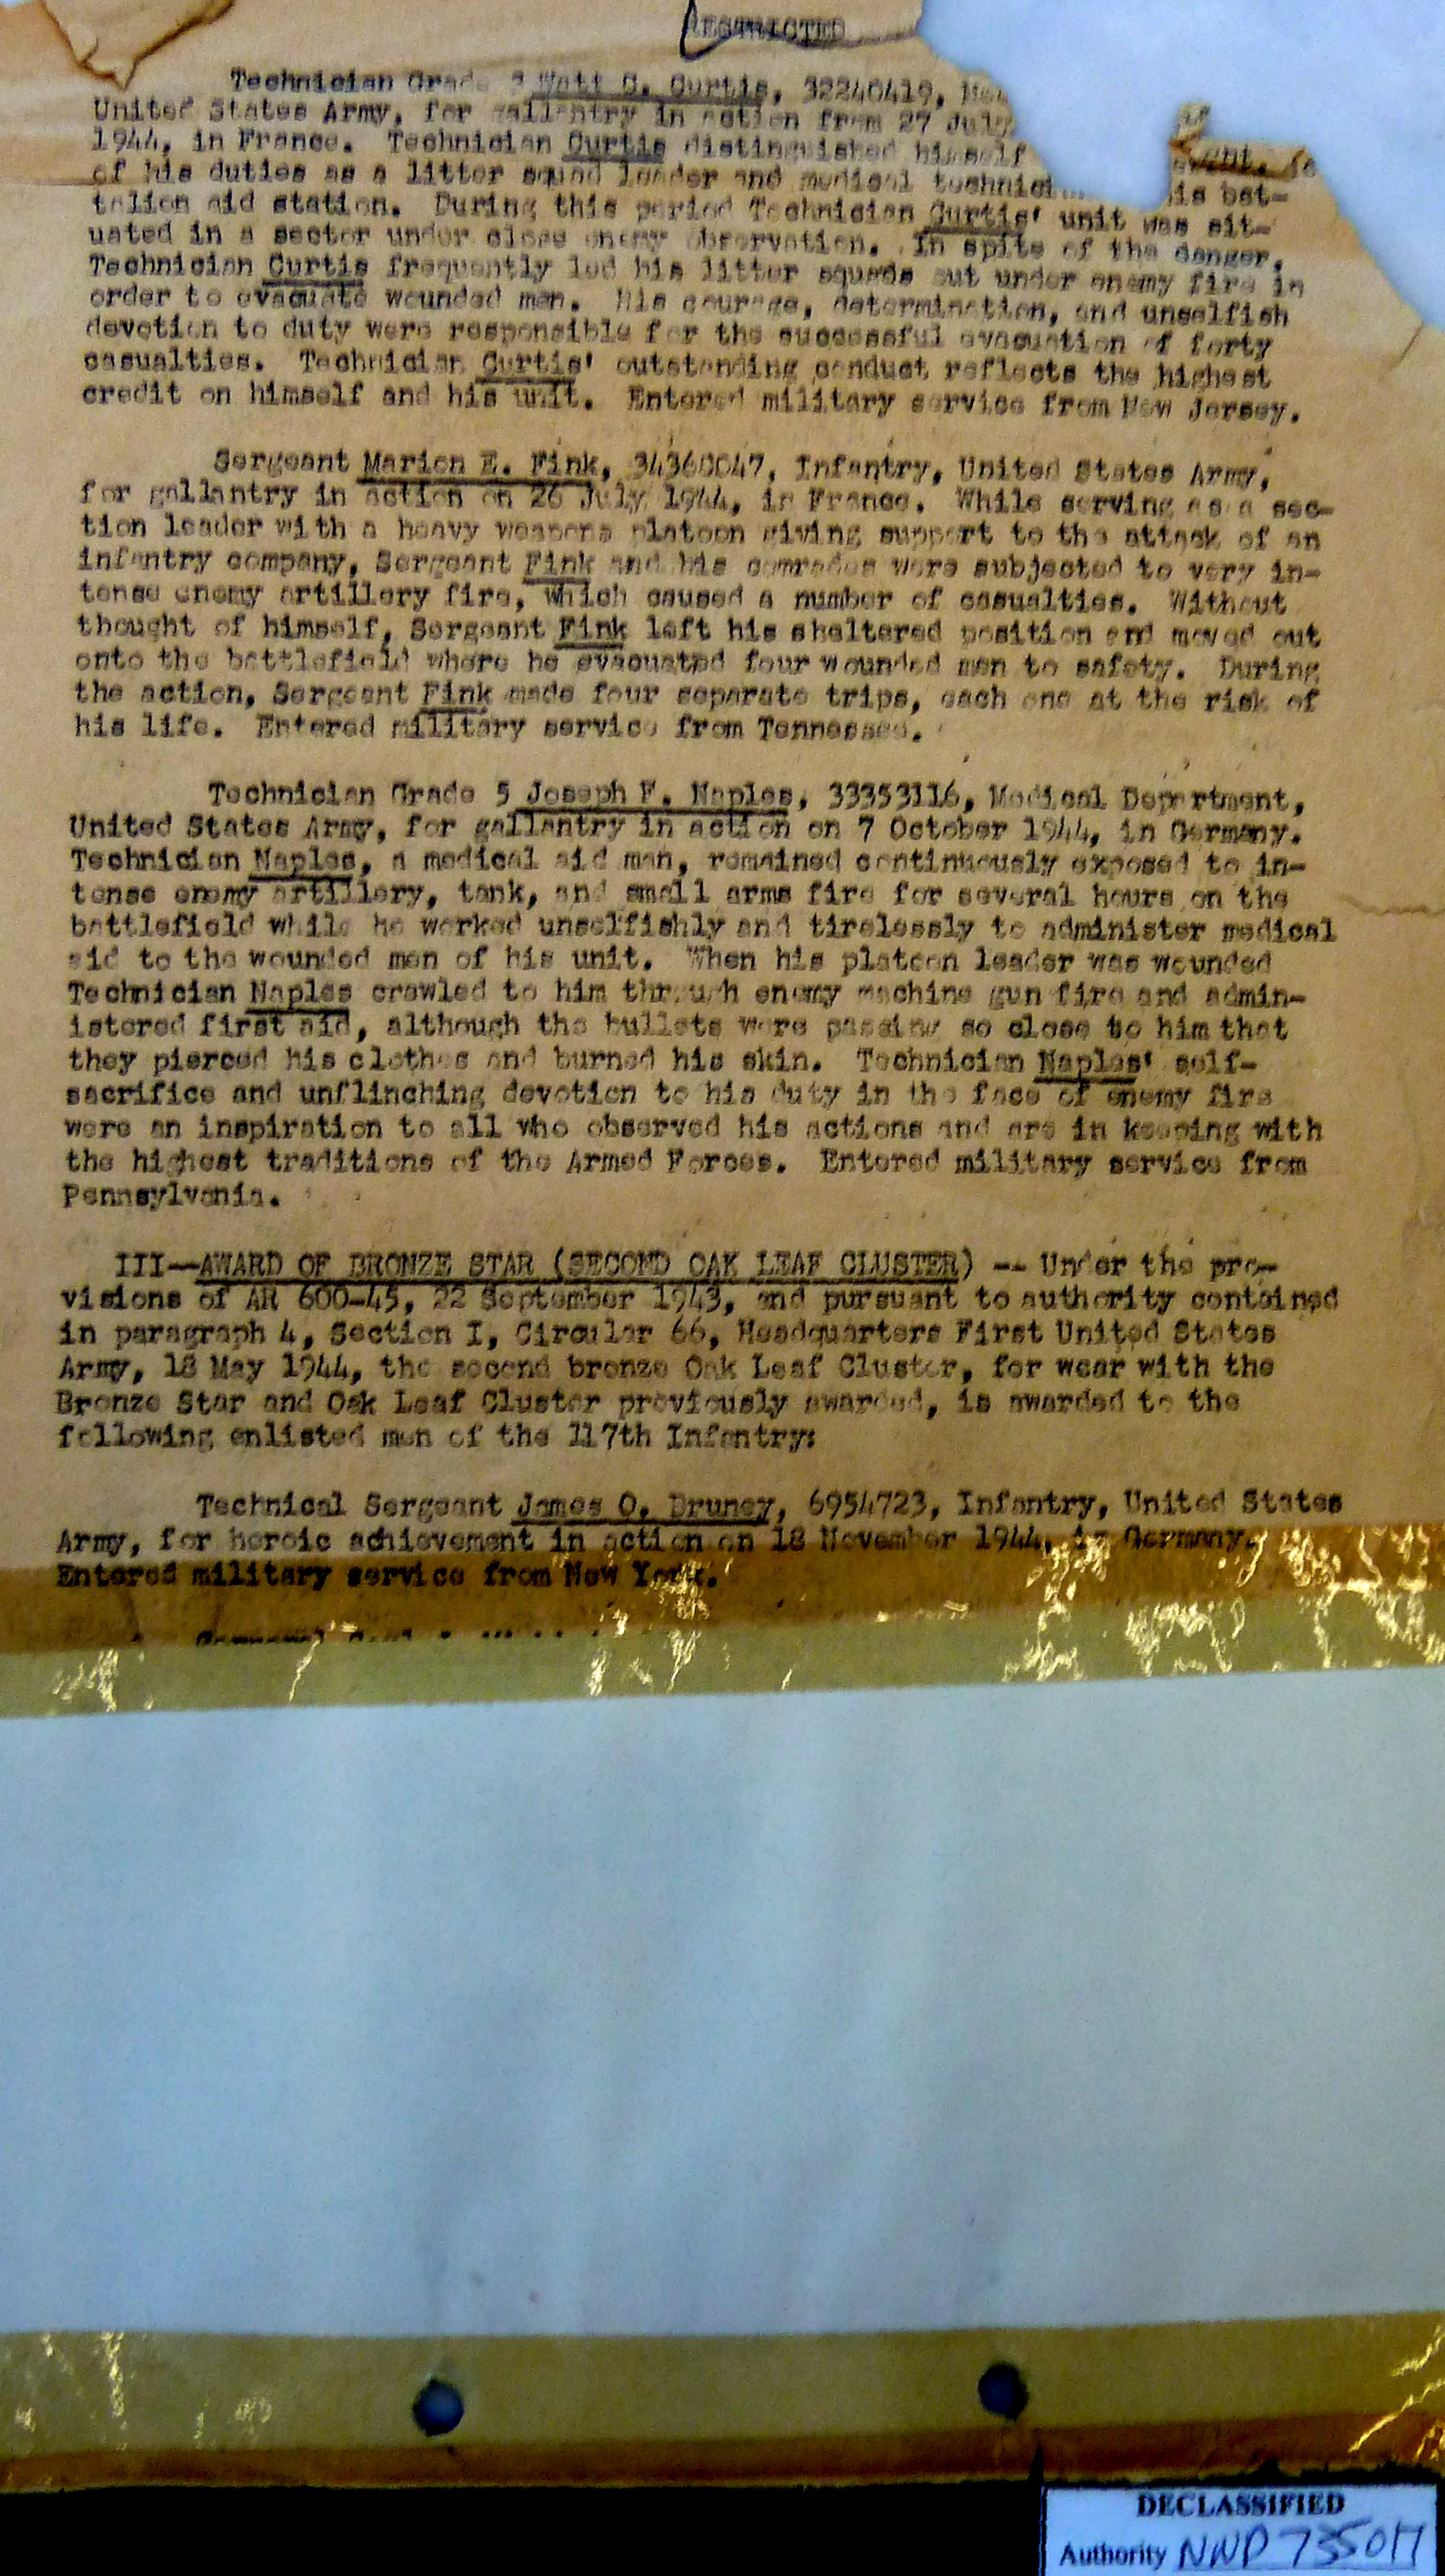 RESTRICTED
Technician Grade Watt C. Curtis, 32240419,
United States Army, for gallantry in action from 27 July
1944, in France. Technician Curtis distinguished himself
of his duties as a litter squad leader and medical technici his bat-
talion aid station. During this period Technician Curtis' unit was sit-
uated in a sector under close enemy observation. In spite of the danger,
Technician Curtis frequently led his litter squads out under enemy fire in
order to evacuate wounded men. His courage, determination, and unselfish
devotion to duty were responsible for the successful evacuation of forty
casualties. Technician Curtis' outstanding conduct reflects the highest
credit on himself and his unit. Entered military service from New Jersey.
Sergeant Marion E. Fink, 34360047, Infantry, United States Army,
for gallantry in action on 26 July 1944, in France. While serving as a sec-
tion leader with a heavy weapons platoon giving support to the attack of an
infantry company, Sergeant Fink and his comrades were subjected to very in-
tense enemy artillery fire, which caused a number of casualties. Without
thought of himself, Sergeant Fink left his sheltered position and moved out
onto the battlefield where he evacuated four wounded men to safety. During
the action, Sergeant Fink made four separate trips, each one at the risk of
his life. Entered military service from Tennessee.
Technician Grade 5 Joseph F. Naples, 33353116, Medical Department,
United States Army, for gallantry in action on 7 October 1944, in Germany.
Technician Naples, a medical aid man, remained continuously exposed to in-
tense enemy artillery, tank, and small arms fire for several hours on the
battlefield while he worked unselfishly and tirelessly to administer medical
aid to the wounded men of his unit. When his platoon leader was wounded
Technician Naples crawled to him through enemy machine gun fire and admin-
istered first aid, although the bullets were passing so close to him that
they pierced his clothes and burned his skin. Technician Naples' self-
sacrifice and unflinching devotion to his duty in the face of enemy fire
were an inspiration to all who observed his actions and are in keeping with
the highest traditions of the Armed Forces. Entered military service from
Pennsylvania.
III--AWARD OF BRONZE STAR (SECOND OAK LEAF CLUSTER) -- Under the pro-
visions of AR 600-45, 22 September 1943, and pursuant to authority contained
in paragraph 4, Section I, Circular 66, Headquarters First United States
Army, 18 May 1944, the second bronze Oak Leaf Cluster, for wear with the
Bronze Star and Oak Leaf Cluster previously awarded, is awarded to the
following enlisted men of the 117th Infantry:
Technical Sergeant James O. Bruney, 6954723, Infantry, United States
Army, for heroic achievement in action on 18 November 1944, in Germany.
Entered military service from New York.
DECLASSIFIED
Authority NND 735017